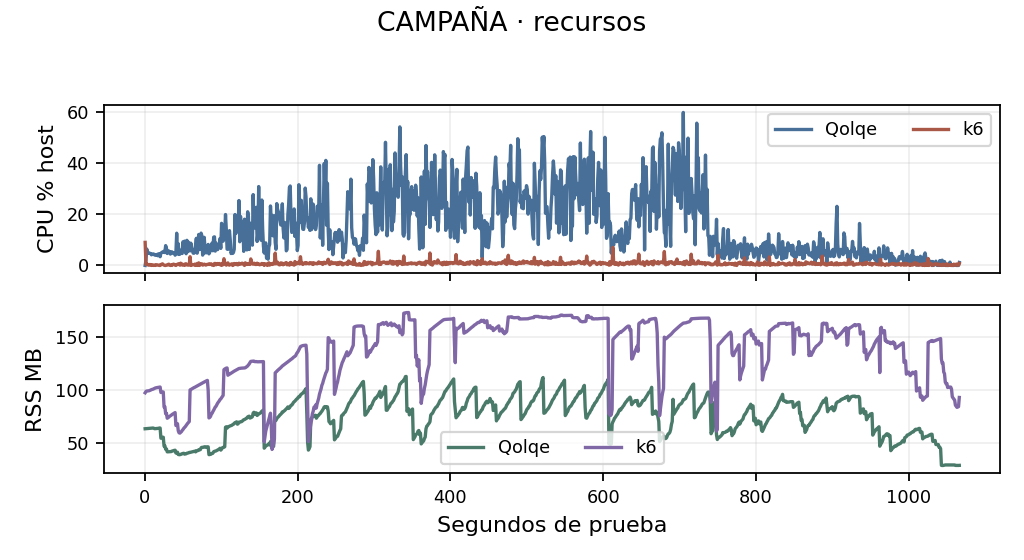 CAMPAÑA · recursos
60
40
20
0
CPU % host
Qolqe
k6
150
100
50
RSS MB
Qolqe
k6
0
200
400
600
800
1000
Segundos de prueba